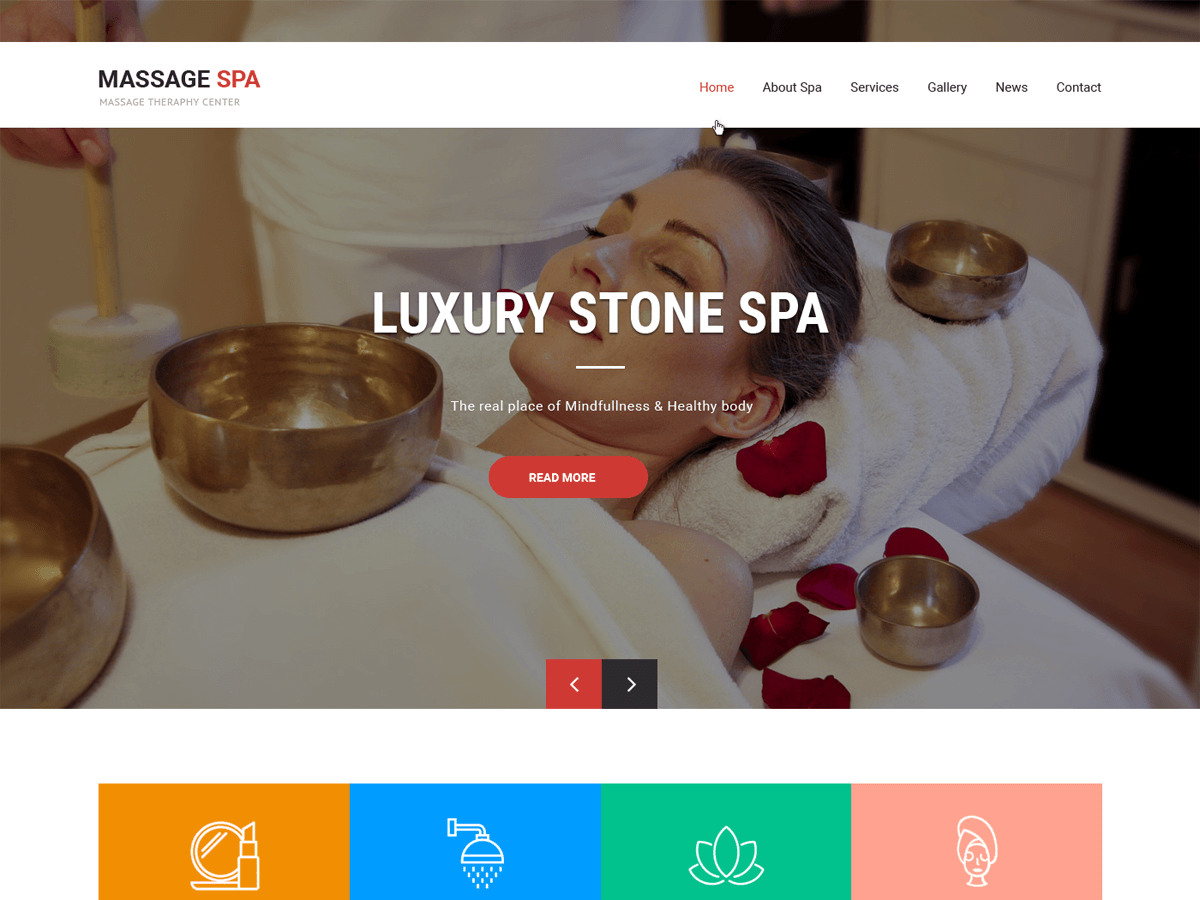 MASSAGE SPA
MASSAGE THERAPHY CENTER
Home About Spa Services Gallery News Contact
LUXURY STONE SPA
The real place of Mindfullness & Healthy body
READ MORE